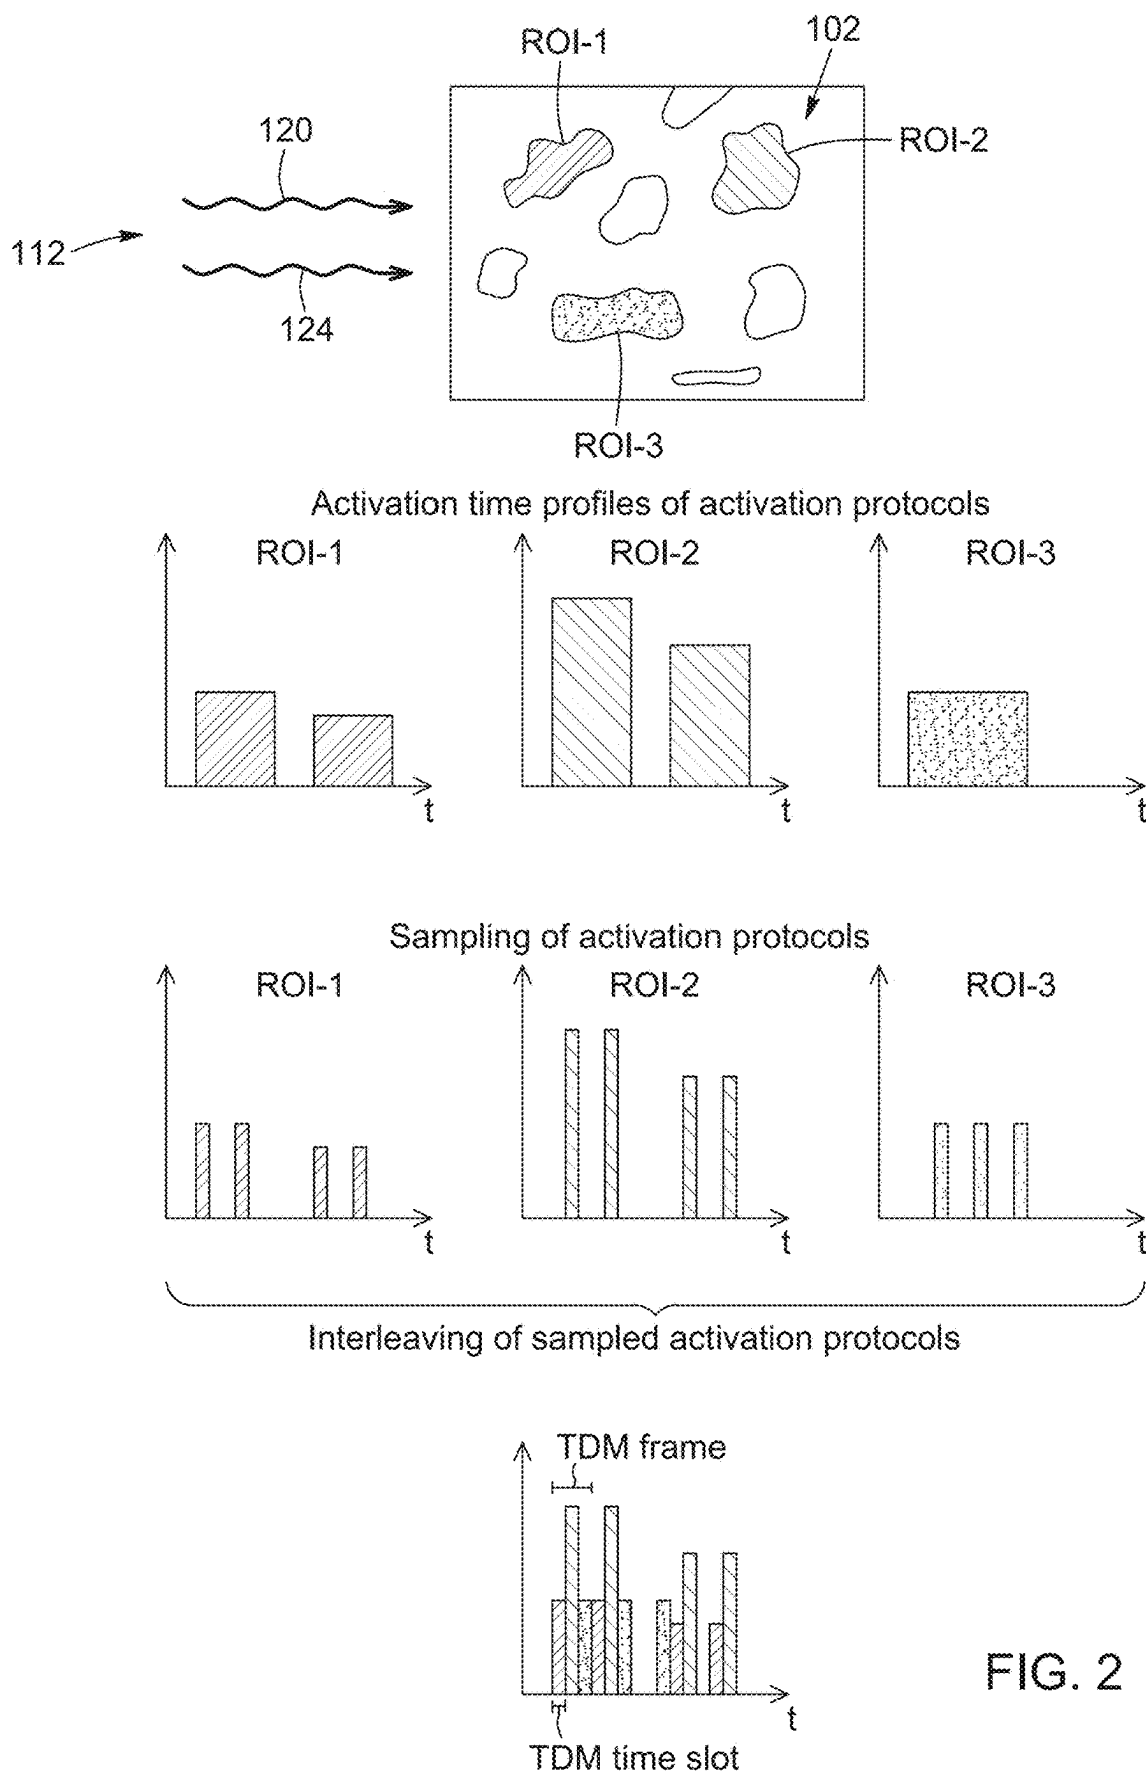 ROI-1
102
120
ROI-2
112
124
ROI-3
Activation time profiles of activation protocols
ROI-1
ROI-2
ROI-3
t
t
t
Sampling of activation protocols
ROI-1
ROI-2
ROI-3
t
t
t
Interleaving of sampled activation protocols
TDM frame
t
TDM time slot
FIG. 2